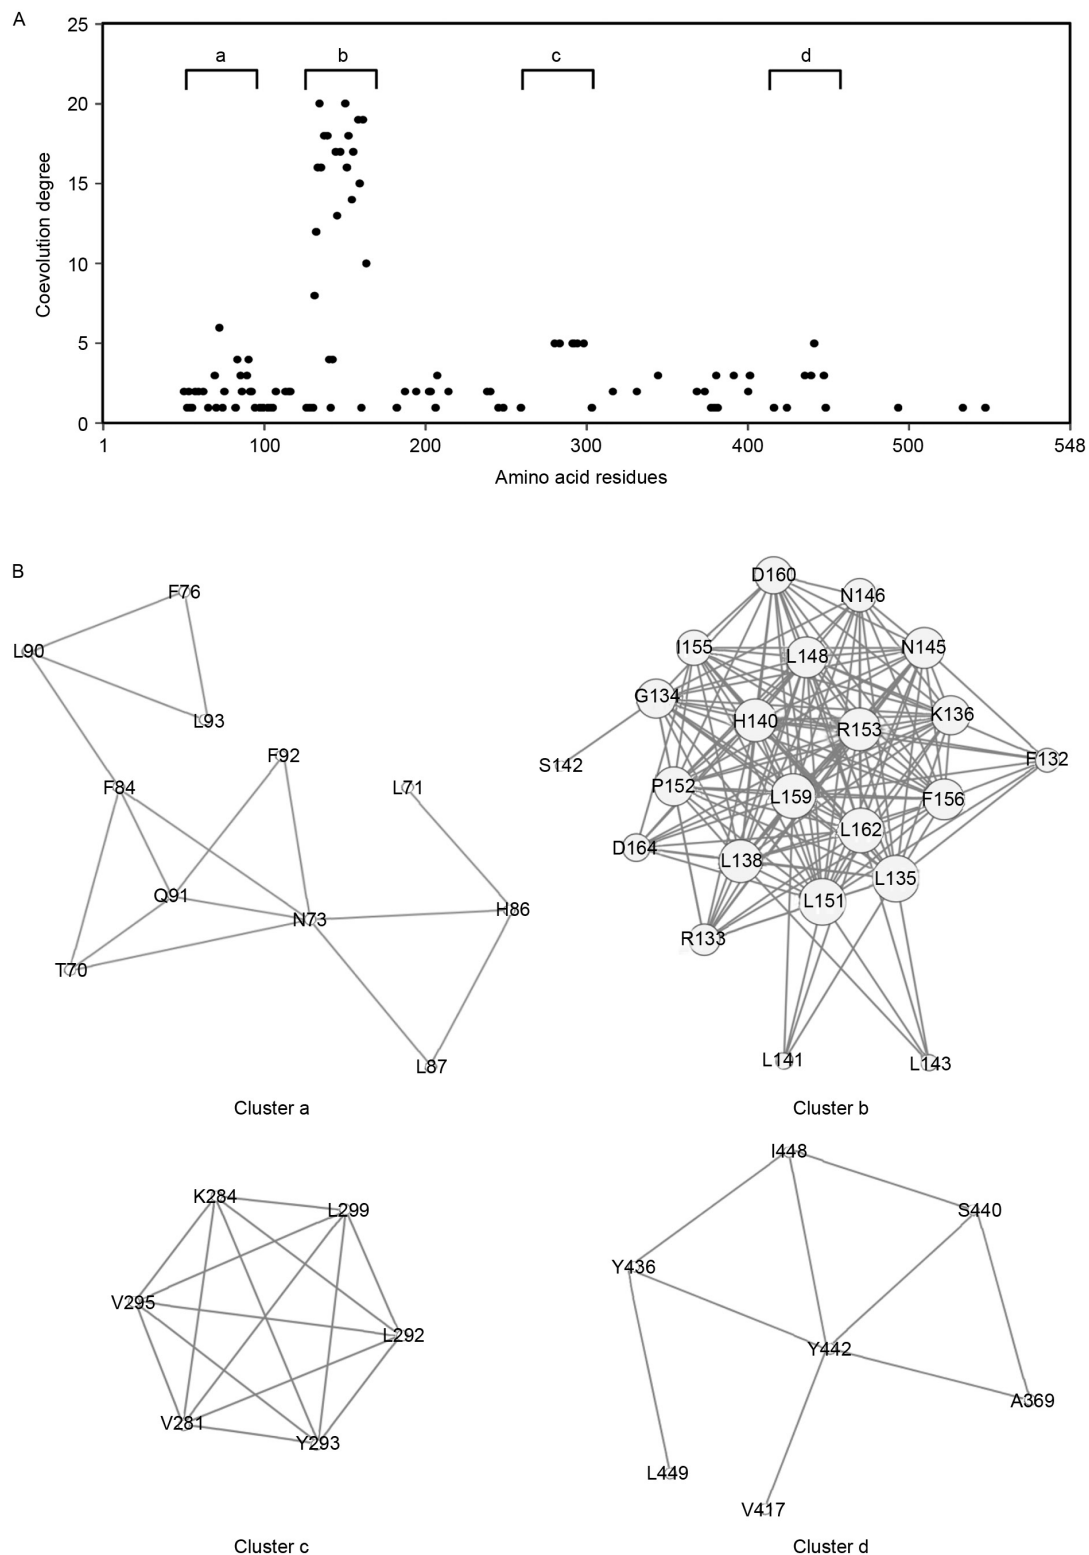 A
25
20
15
10
5
0
Coevolution degree
a
b
c
d
1
100
200
300
400
500
548
Amino acid residues
B
F76
L90
L93
F92
F84
L71
Q91
N73
H86
T70
L87
Cluster a
D160
N146
I155
L148
N145
G134
H140
R153
K136
S142
F132
P152
L159
F156
L162
D164
L138
L135
L151
R133
L141
L143
Cluster b
K284
L299
V295
L292
V281
Y293
Cluster c
I448
S440
Y436
Y442
A369
L449
V417
Cluster d